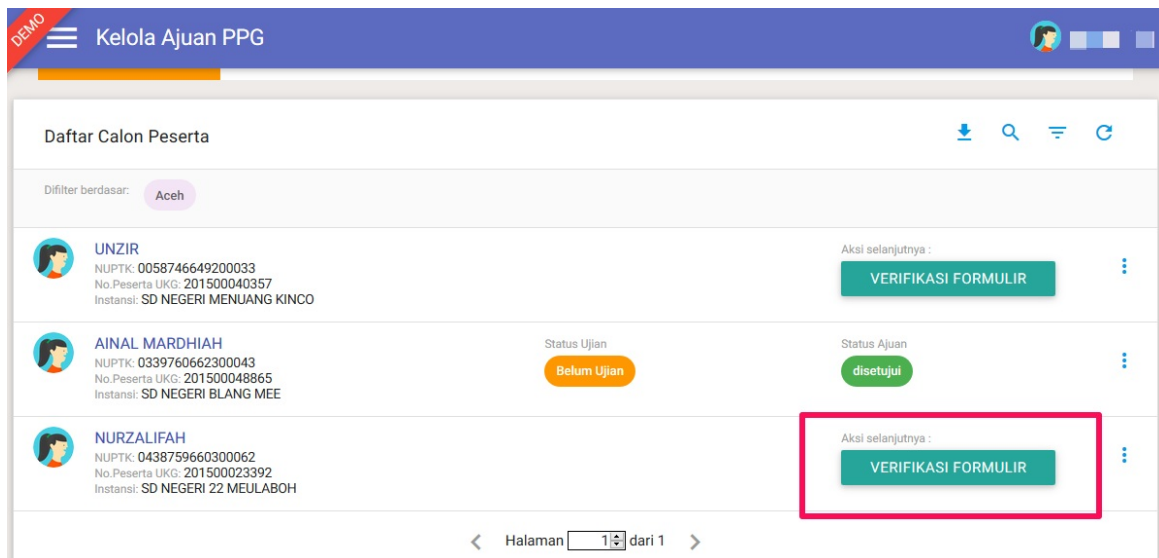 DEMO
Kelola Ajuan PPG
Daftar Calon Peserta
Difilter berdasar: Aceh
UNZIR
NUPTK: 0058746649200033
No.Peserta UKG: 201500040357
Instansi: SD NEGERI MENUANG KINCO
Aksi selanjutnya :
VERIFIKASI FORMULIR
AINAL MARDHIAH
NUPTK: 0339760662300043
No.Peserta UKG: 201500048865
Instansi: SD NEGERI BLANG MEE
Status Ujian
Belum Ujian
Status Ajuan
disetujui
NURZALIFAH
NUPTK: 0438759660300062
No.Peserta UKG: 201500023392
Instansi: SD NEGERI 22 MEULABOH
Aksi selanjutnya :
VERIFIKASI FORMULIR
Halaman 1 dari 1